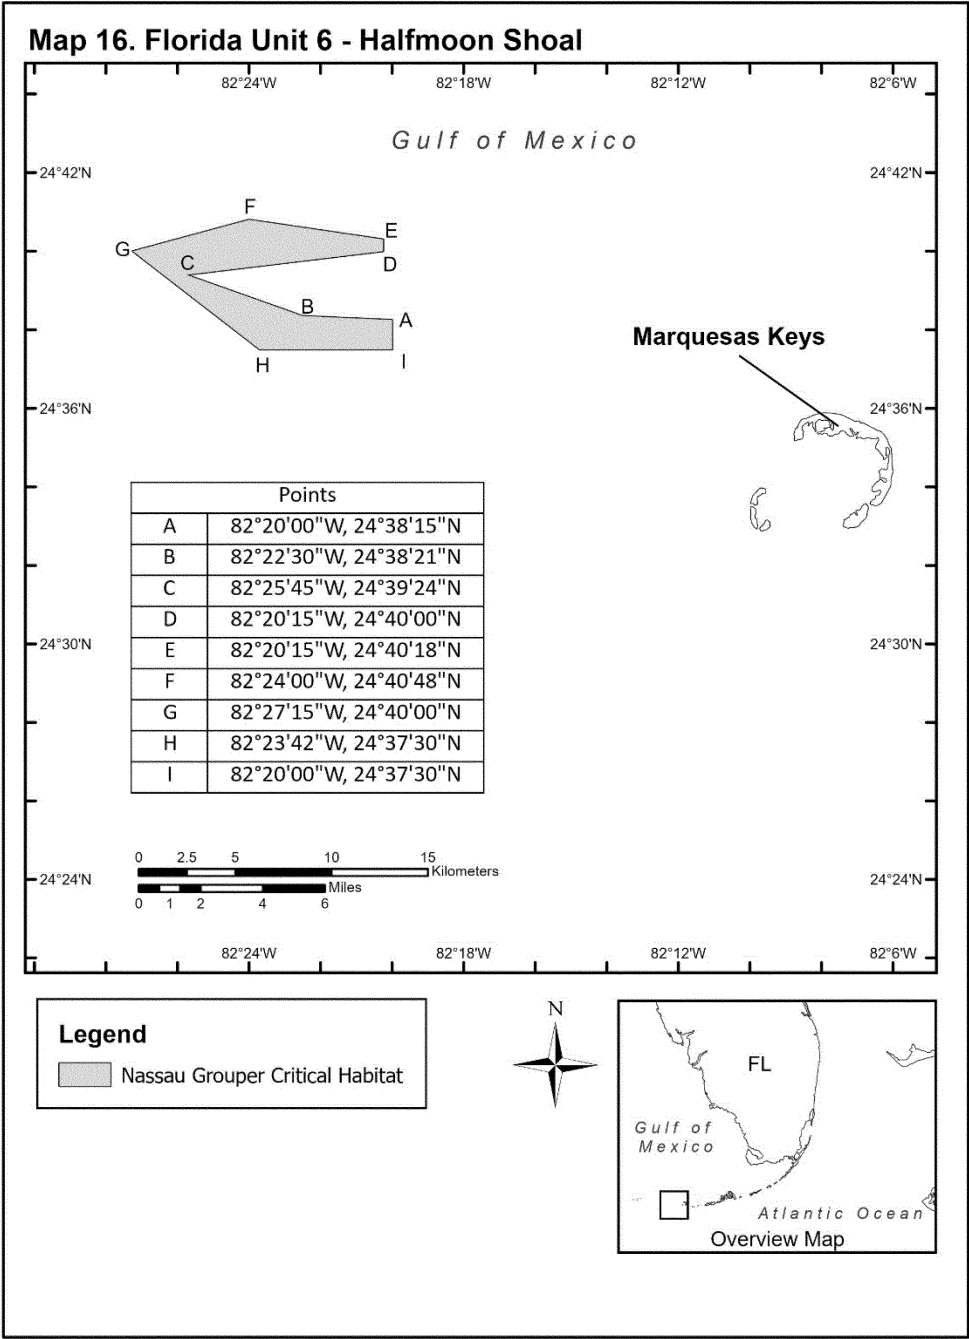 Map 16. Florida Unit 6 - Halfmoon Shoal
82°24'W 82°18'W 82°12'W 82°6'W
Gulf of Mexico
24°42'N 24°42'N
F
E
G
C
D
B
A
Marquesas Keys
H
I
24°36'N 24°36'N
Points
A 82°20'00"W, 24°38'15"N
B 82°22'30"W, 24°38'21"N
C 82°25'45"W, 24°39'24"N
D 82°20'15"W, 24°40'00"N
E 82°20'15"W, 24°40'18"N
F 82°24'00"W, 24°40'48"N
G 82°27'15"W, 24°40'00"N
H 82°23'42"W, 24°37'30"N
I 82°20'00"W, 24°37'30"N
24°30'N 24°30'N
0 2.5 5 10 15
Kilometers
Miles
0 1 2 4 6
24°24'N 24°24'N
82°24'W 82°18'W 82°12'W 82°6'W
Legend
Nassau Grouper Critical Habitat
N
FL
Gulf of
Mexico
Atlantic Ocean
Overview Map